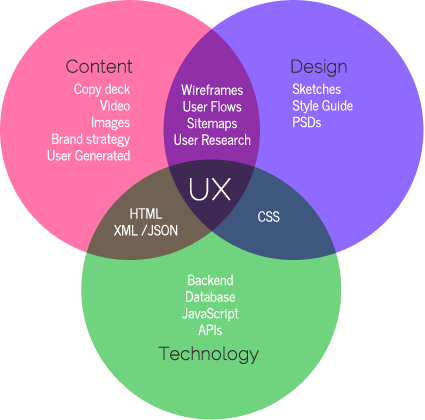 Content
Copy deck
Video
Images
Brand strategy
User Generated
Wireframes
User Flows
Sitemaps
User Research
Design
Sketches
Style Guide
PSDs
UX
HTML
XML /JSON
CSS
Backend
Database
JavaScript
APIs
Technology